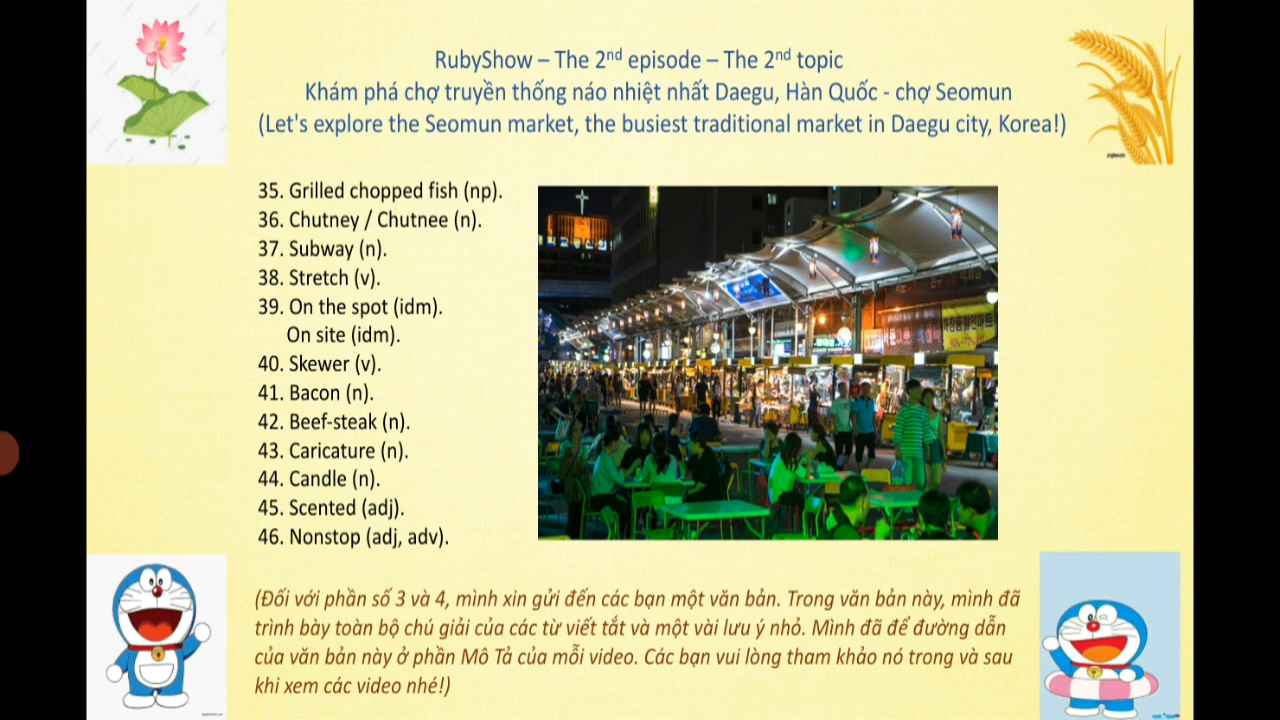 RubyShow – The 2nd episode – The 2nd topic
Khám phá chợ truyền thống náo nhiệt nhất Daegu, Hàn Quốc - chợ Seomun
(Let's explore the Seomun market, the busiest traditional market in Daegu city, Korea!)
35. Grilled chopped fish (np).
36. Chutney / Chutnee (n).
37. Subway (n).
38. Stretch (v).
39. On the spot (idm).
On site (idm).
40. Skewer (v).
41. Bacon (n).
42. Beef-steak (n).
43. Caricature (n).
44. Candle (n).
45. Scented (adj).
46. Nonstop (adj, adv).
(Đối với phần số 3 và 4, mình xin gửi đến các bạn một văn bản. Trong văn bản này, mình đã
trình bày toàn bộ chú giải của các từ viết tắt và một vài lưu ý nhỏ. Mình đã để đường dẫn
của văn bản này ở phần Mô Tả của mỗi video. Các bạn vui lòng tham khảo nó trong và sau
khi xem các video nhé!)